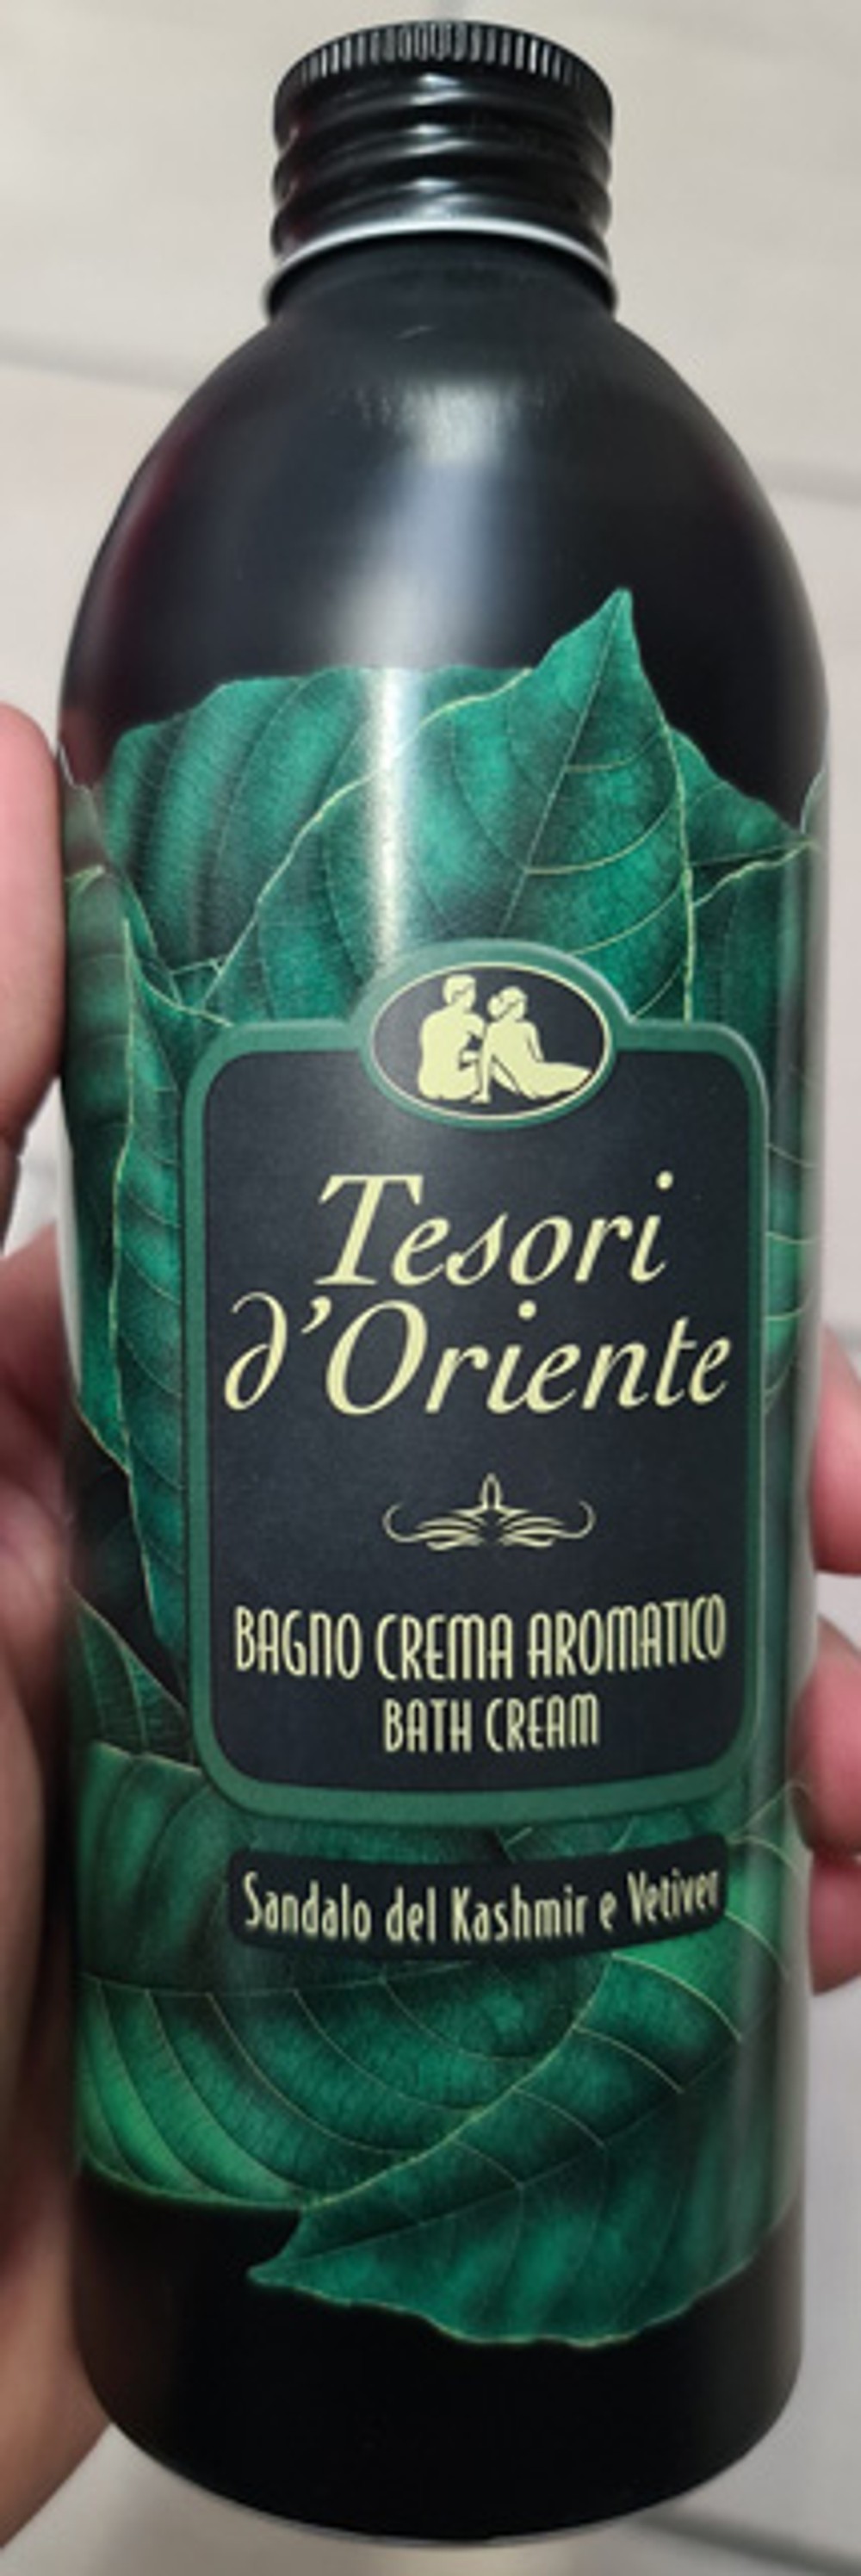 Tesori
d'Oriente
BAGNO CREMA AROMATICO
BATH CREAM
Sandalo del Kashmir e Vetiver